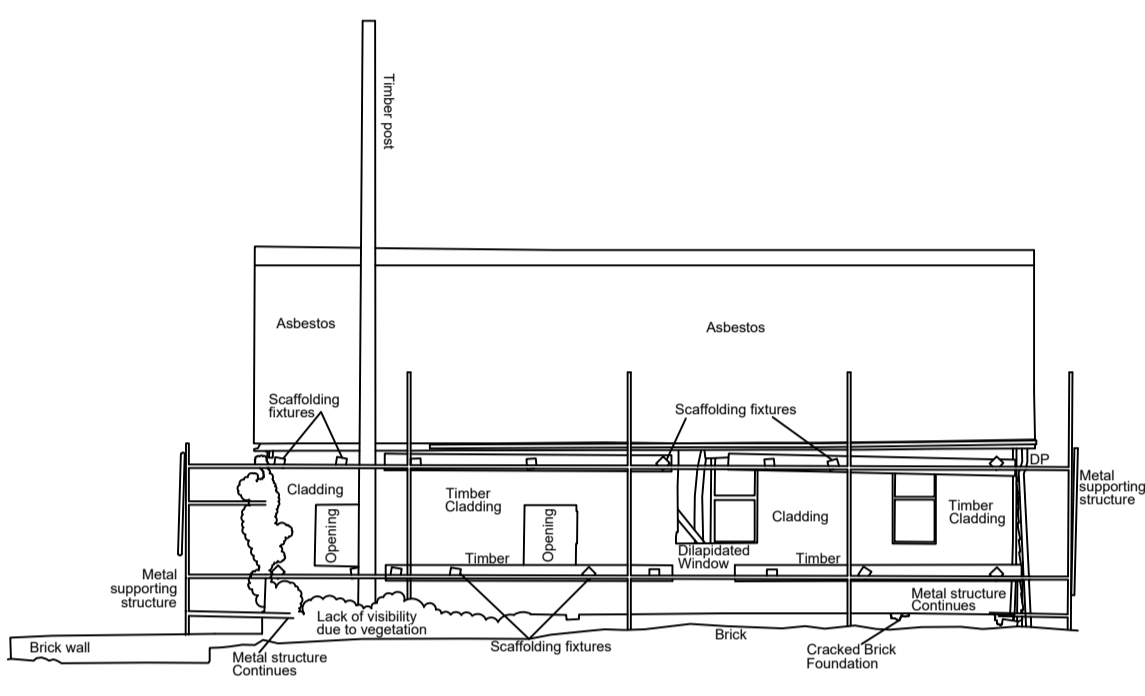 Timber post
Asbestos
Asbestos
Scaffolding
fixtures
Scaffolding fixtures
DP
Metal
supporting
structure
Cladding
Timber
Cladding
Opening
Opening
Cladding
Timber
Cladding
Dilapidated
Window
Timber
Timber
Metal
supporting
structure
Metal structure
Continues
Lack of visibility
due to vegetation
Brick wall
Metal structure
Continues
Scaffolding fixtures
Brick
Cracked Brick
Foundation